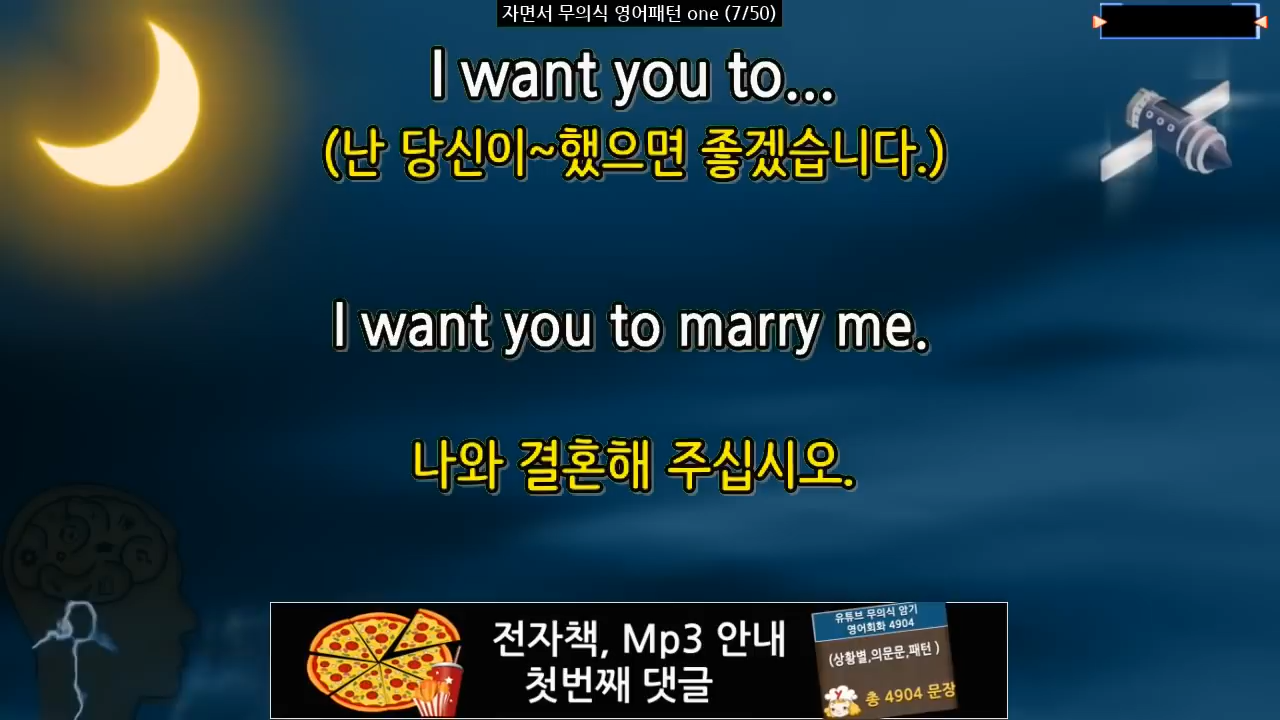 자면서 무의식 영어패턴 one (7/50)
I want you to...
(난 당신이~했으면 좋겠습니다.)
I want you to marry me.
나와 결혼해 주십시오.
전자책, Mp3 안내
첫번째 댓글
유튜브 무의식 암기
영어회화 4904
(상황별,의문문,패턴 )
총 4904 문장